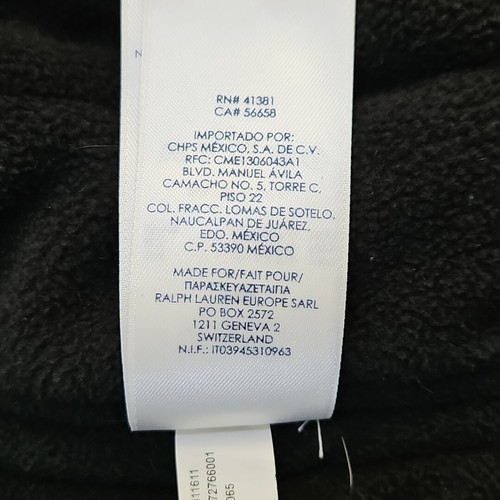 RN# 41381
CA# 56658
IMPORTADO POR:
CHPS MÉXICO, S.A. DE C.V.
RFC: CME1306043A1
BLVD. MANUEL ÁVILA
CAMACHO NO. 5, TORRE C,
PISO 22
COL. FRACC. LOMAS DE SOTELO,
NAUCALPAN DE JUÁREZ,
EDO. MÉXICO
C.P. 53390 MÉXICO
MADE FOR/FAIT POUR/
ΠΑΡΑΣΚΕΥΑΖΕΤΑΙΓΙΑ
RALPH LAUREN EUROPE SARL
PO BOX 2572
1211 GENEVA 2
SWITZERLAND
N.I.F.: IT03945310963
72766001